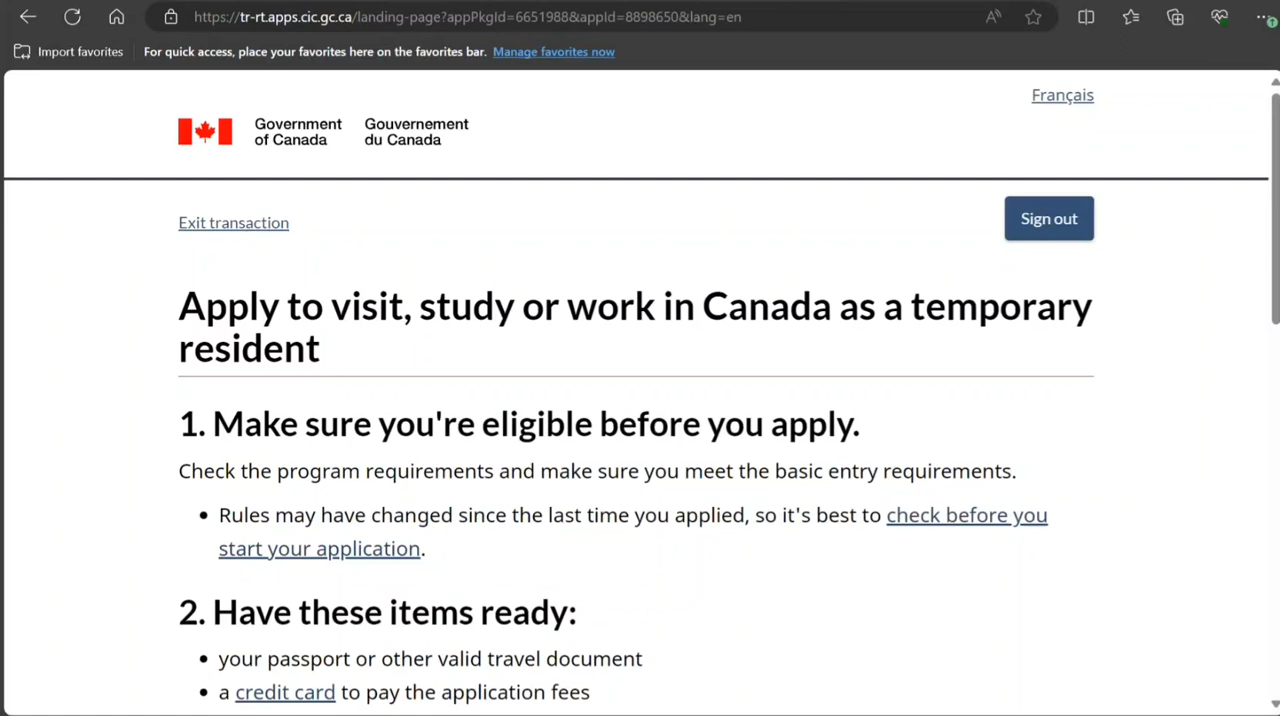 https://tr-rt.apps.cic.gc.ca/landing-page?appPkgId=6651988&appId=8898650&lang=en
Import favorites For quick access, place your favorites here on the favorites bar. Manage favorites now
Français
Government Gouvernement
of Canada du Canada
Exit transaction Sign out
Apply to visit, study or work in Canada as a temporary
resident
1. Make sure you're eligible before you apply.
Check the program requirements and make sure you meet the basic entry requirements.
• Rules may have changed since the last time you applied, so it's best to check before you
start your application.
2. Have these items ready:
• your passport or other valid travel document
• a credit card to pay the application fees